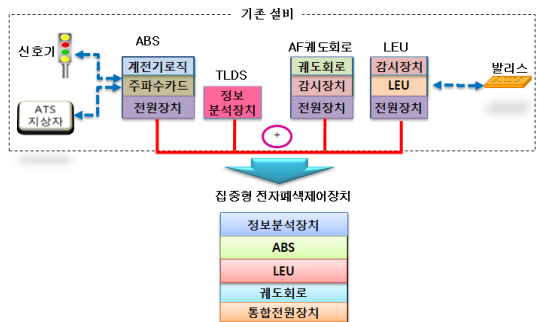 기존 설비
신호기
ATS
지상자
ABS
계전기로직
주파수카드
전원장치
TLDS
정보
분석장치
AF궤도회로
궤도회로
감시장치
전원장치
LEU
감시장치
LEU
전원장치
발리스
+
집중형 전자폐색제어장치
정보분석장치
ABS
LEU
궤도회로
통합전원장치